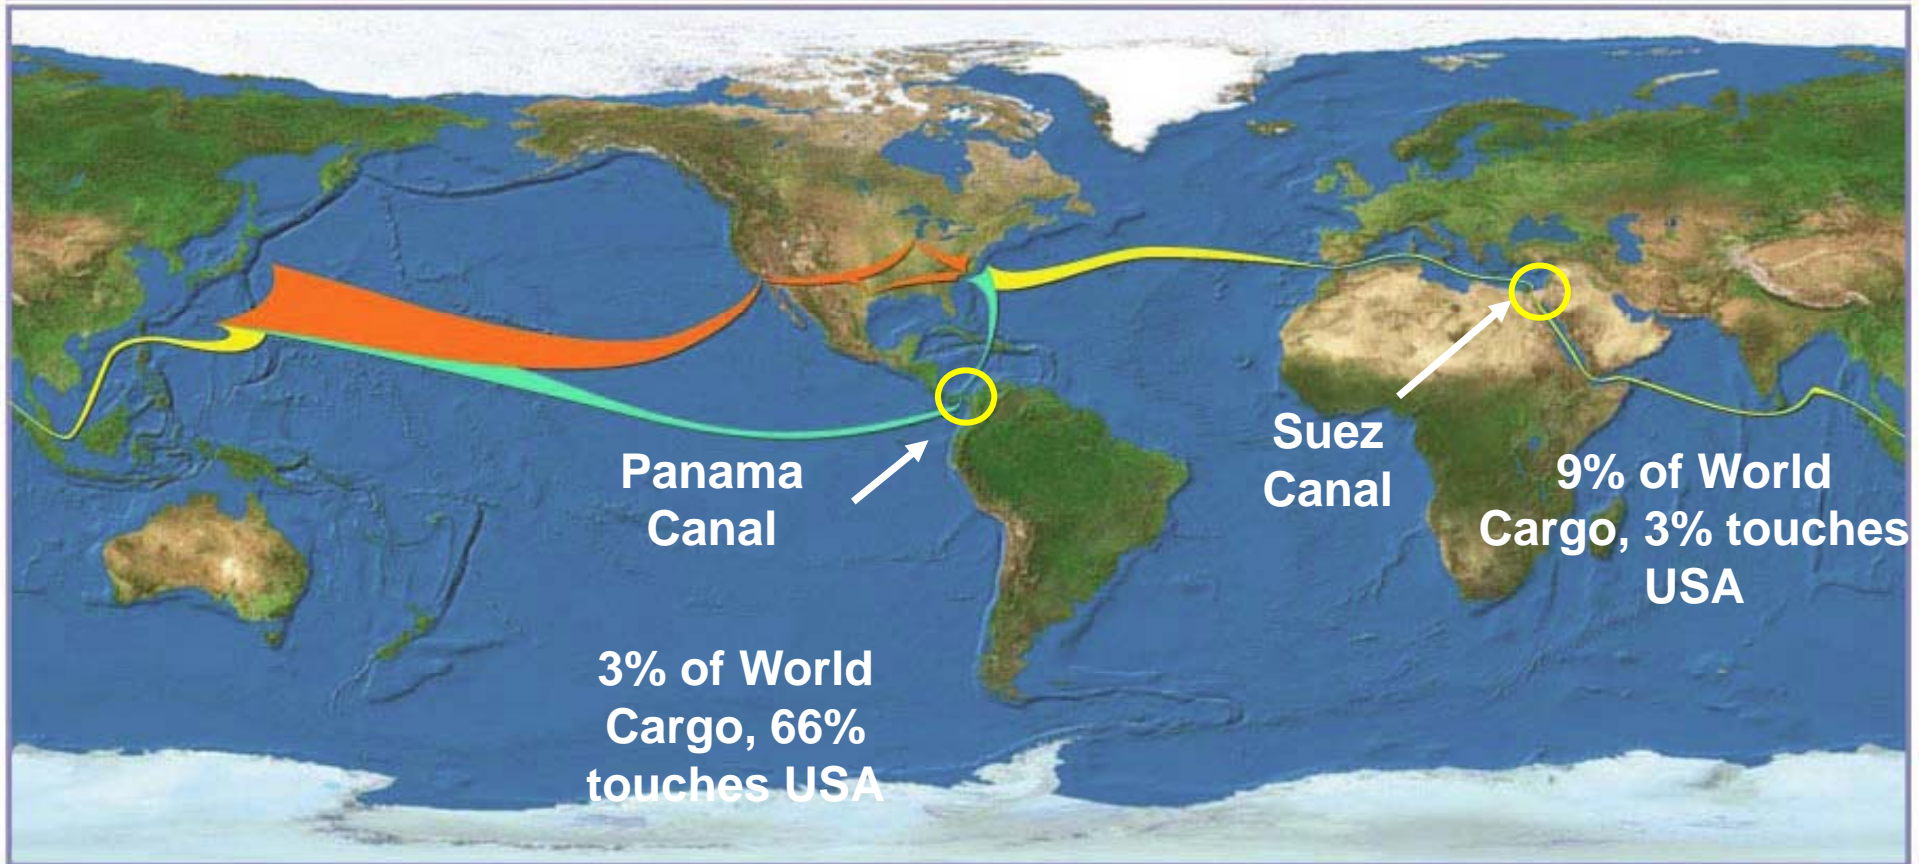 Panama
Canal
Suez
Canal
9% of World
Cargo, 3% touches
USA
3% of World
Cargo, 66%
touches USA